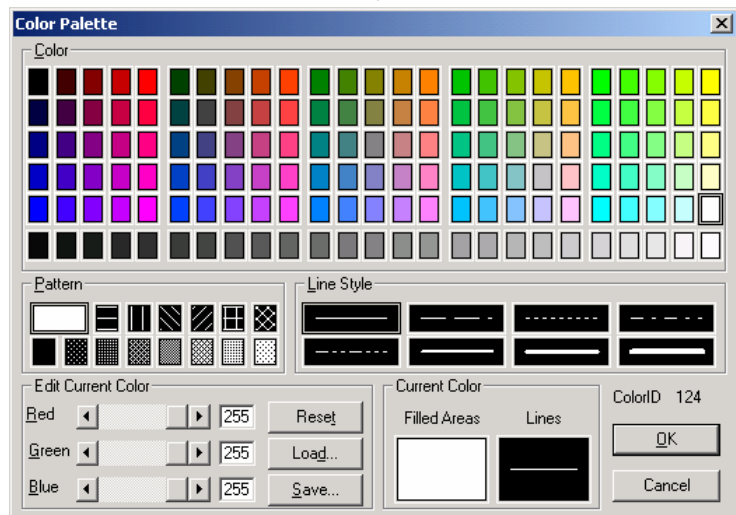 Color Palette
Color
Pattern
Line Style
Edit Current Color
Red 255 Reset
Green 255 Load...
Blue 255 Save...
Current Color
Filled Areas Lines
ColorID 124
OK
Cancel